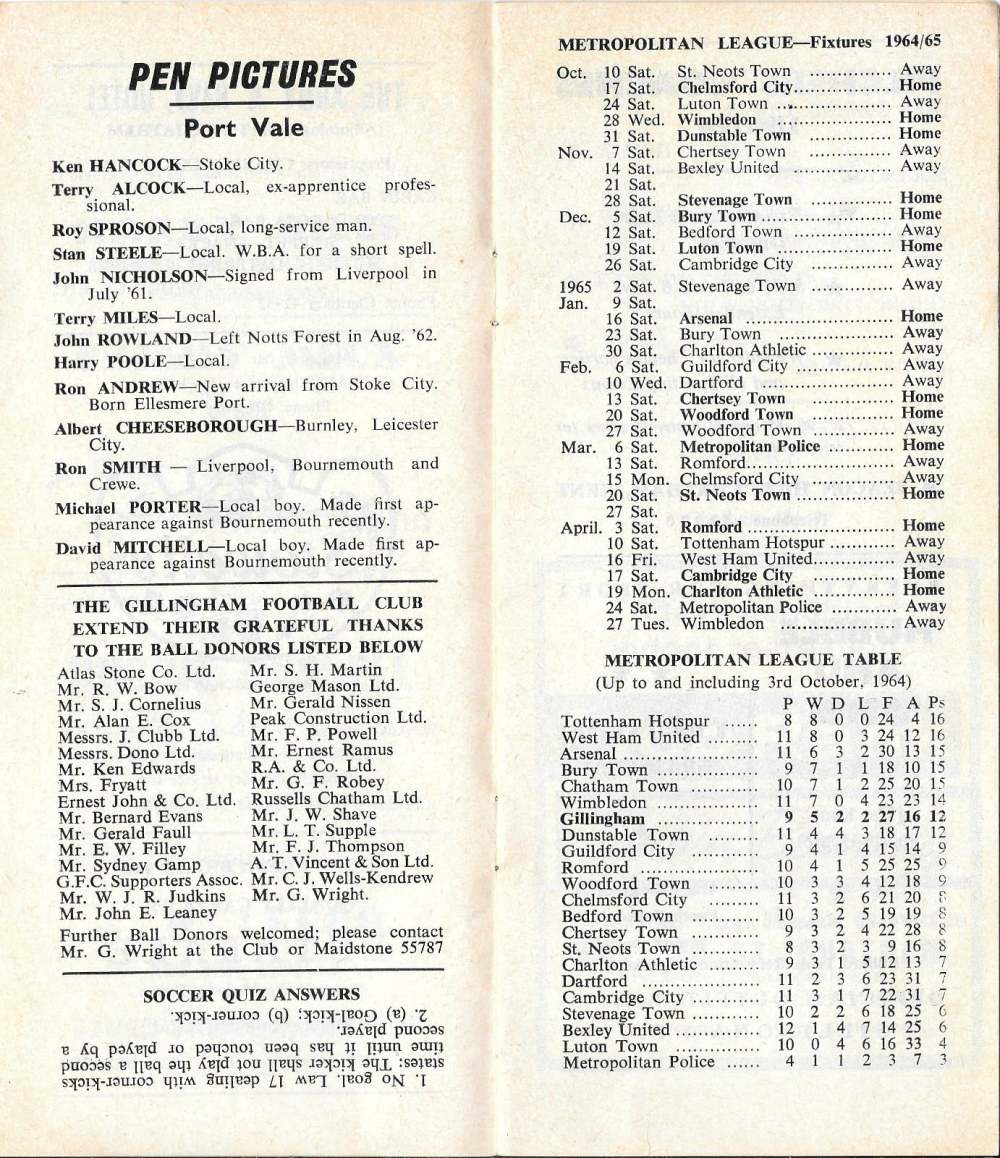 PEN PICTURES
Port Vale
Ken HANCOCK—Stoke City.
Terry ALCOCK—Local, ex-apprentice profes-
sional.
Roy SPROSON—Local, long-service man.
Stan STEELE—Local. W.B.A. for a short spell.
John NICHOLSON—Signed from Liverpool in
July '61.
Terry MILES—Local.
John ROWLAND—Left Notts Forest in Aug. '62.
Harry POOLE—Local.
Ron ANDREW—New arrival from Stoke City.
Born Ellesmere Port.
Albert CHEESEBOROUGH—Burnley, Leicester
City.
Ron SMITH — Liverpool, Bournemouth and
Crewe.
Michael PORTER—Local boy. Made first ap-
pearance against Bournemouth recently.
David MITCHELL—Local boy. Made first ap-
pearance against Bournemouth recently.
THE GILLINGHAM FOOTBALL CLUB
EXTEND THEIR GRATEFUL THANKS
TO THE BALL DONORS LISTED BELOW
Atlas Stone Co. Ltd. Mr. S. H. Martin
Mr. R. W. Bow George Mason Ltd.
Mr. S. J. Cornelius Mr. Gerald Nissen
Mr. Alan E. Cox Peak Construction Ltd.
Messrs. J. Clubb Ltd. Mr. F. P. Powell
Messrs. Dono Ltd. Mr. Ernest Ramus
Mr. Ken Edwards R.A. & Co. Ltd.
Mrs. Fryatt Mr. G. F. Robey
Ernest John & Co. Ltd. Russells Chatham Ltd.
Mr. Bernard Evans Mr. J. W. Shave
Mr. Gerald Faull Mr. L. T. Supple
Mr. E. W. Filley Mr. F. J. Thompson
Mr. Sydney Gamp A. T. Vincent & Son Ltd.
G.F.C. Supporters Assoc. Mr. C. J. Wells-Kendrew
Mr. W. J. R. Judkins Mr. G. Wright.
Mr. John E. Leaney
Further Ball Donors welcomed; please contact
Mr. G. Wright at the Club or Maidstone 55787
SOCCER QUIZ ANSWERS
1. No goal. Law 17 dealing with corner-kicks
states: The kicker shall not play the ball a second
time until it has been touched or played by a
second player.
2. (a) Goal-kick; (b) corner-kick.
METROPOLITAN LEAGUE—Fixtures 1964/65
Oct. 10 Sat. St. Neots Town ............... Away
17 Sat. Chelmsford City.................. Home
24 Sat. Luton Town ..................... Away
28 Wed. Wimbledon ..................... Home
31 Sat. Dunstable Town ............... Home
Nov. 7 Sat. Chertsey Town ............... Away
14 Sat. Bexley United .................. Away
21 Sat.
28 Sat. Stevenage Town ............... Home
Dec. 5 Sat. Bury Town ........................ Home
12 Sat. Bedford Town .................. Away
19 Sat. Luton Town ..................... Home
26 Sat. Cambridge City ............... Away
1965 2 Sat. Stevenage Town ............... Away
Jan. 9 Sat.
16 Sat. Arsenal ........................... Home
23 Sat. Bury Town ..................... Away
30 Sat. Charlton Athletic ............... Away
Feb. 6 Sat. Guildford City .................. Away
10 Wed. Dartford ........................ Away
13 Sat. Chertsey Town ............... Home
20 Sat. Woodford Town ............... Home
27 Sat. Woodford Town ............... Away
Mar. 6 Sat. Metropolitan Police ............ Home
13 Sat. Romford........................... Away
15 Mon. Chelmsford City ............... Away
20 Sat. St. Neots Town .................. Home
27 Sat.
April. 3 Sat. Romford ........................... Home
10 Sat. Tottenham Hotspur ............ Away
16 Fri. West Ham United............... Away
17 Sat. Cambridge City .................. Home
19 Mon. Charlton Athletic ............... Home
24 Sat. Metropolitan Police ............ Away
27 Tues. Wimbledon ..................... Away
METROPOLITAN LEAGUE TABLE
(Up to and including 3rd October, 1964)
P W D L F A Ps
Tottenham Hotspur ...... 8 8 0 0 24 4 16
West Ham United ......... 11 8 0 3 24 12 16
Arsenal ........................ 11 6 3 2 30 13 15
Bury Town .................. 9 7 1 1 18 10 15
Chatham Town ............ 10 7 1 2 25 20 15
Wimbledon .................. 11 7 0 4 23 23 14
Gillingham .................. 9 5 2 2 27 16 12
Dunstable Town ............ 11 4 4 3 18 17 12
Guildford City ............ 9 4 1 4 15 14 9
Romford ..................... 10 4 1 5 25 25 9
Woodford Town ............ 10 3 3 4 12 18 9
Chelmsford City ......... 11 3 2 6 21 20 8
Bedford Town ............... 10 3 2 5 19 19 8
Chertsey Town ............ 9 3 2 4 22 28 8
St. Neots Town ............ 8 3 2 3 9 16 8
Charlton Athletic ......... 9 3 1 5 12 13 7
Dartford ..................... 11 2 3 6 23 31 7
Cambridge City ............ 11 3 1 7 22 31 7
Stevenage Town ............ 10 2 2 6 18 25 6
Bexley United ............... 12 1 4 7 14 25 6
Luton Town ............... 10 0 4 6 16 33 4
Metropolitan Police ...... 4 1 1 2 3 7 3